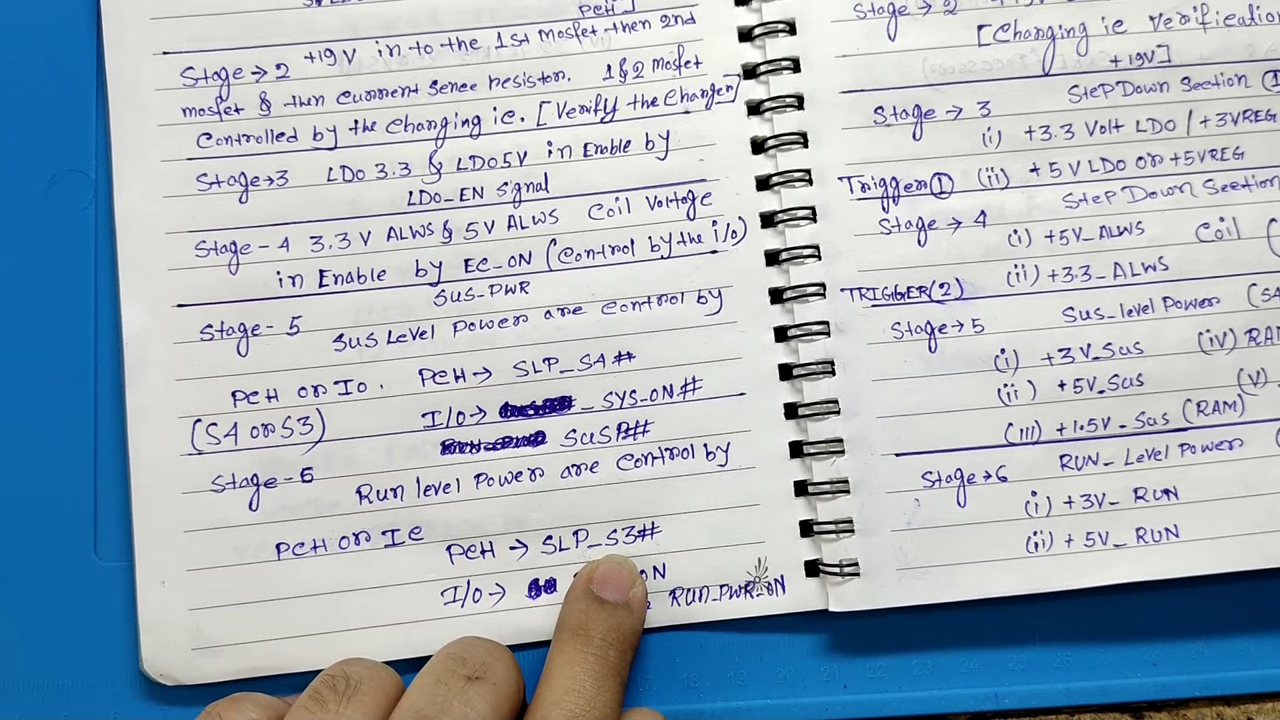 PCH]
Stage→2 +19V in to the 1st mosfet then 2nd
mosfet & then current sense resistor. 1&2 mosfet
Controlled by the charging ic. [Verify the Charger]
Stage→3 LDO 3.3 & LDO5V in Enable by
LDO_EN Signal
Stage-4 3.3V ALWS & 5V ALWS Coil Voltage
in Enable by EC_ON (Control by the i/o)
SUS_PWR
Stage-5 SUS Level Power are control by
PCH or Io. PCH→ SLP_S4#
(S4 or S3) I/O→ _SYS_ON#
SUSP#
Stage-6 Run level Power are control by
PCH or IC
PCH → SLP_S3#
I/O→ ON
RUN_PWR_ON
Stage→2
[Charging ic Verification
+19V]
Stage→3 Step Down Section (1
(i) +3.3 Volt LDO / +3VREG
Trigger① (ii) +5V LDO or +5VREG
Stage→4 Step Down Section
(i) +5V_ALWS Coil (
(ii) +3.3_ALWS
TRIGGER(2)
Stage→5 Sus_level Power (S4
(i) +3V_Sus (iv) RA
(ii) +5V_Sus (V)
(iii) +1.5V_Sus (RAM)
Stage→6 RUN_Level Power
(i) +3V_RUN
(ii) +5V_RUN